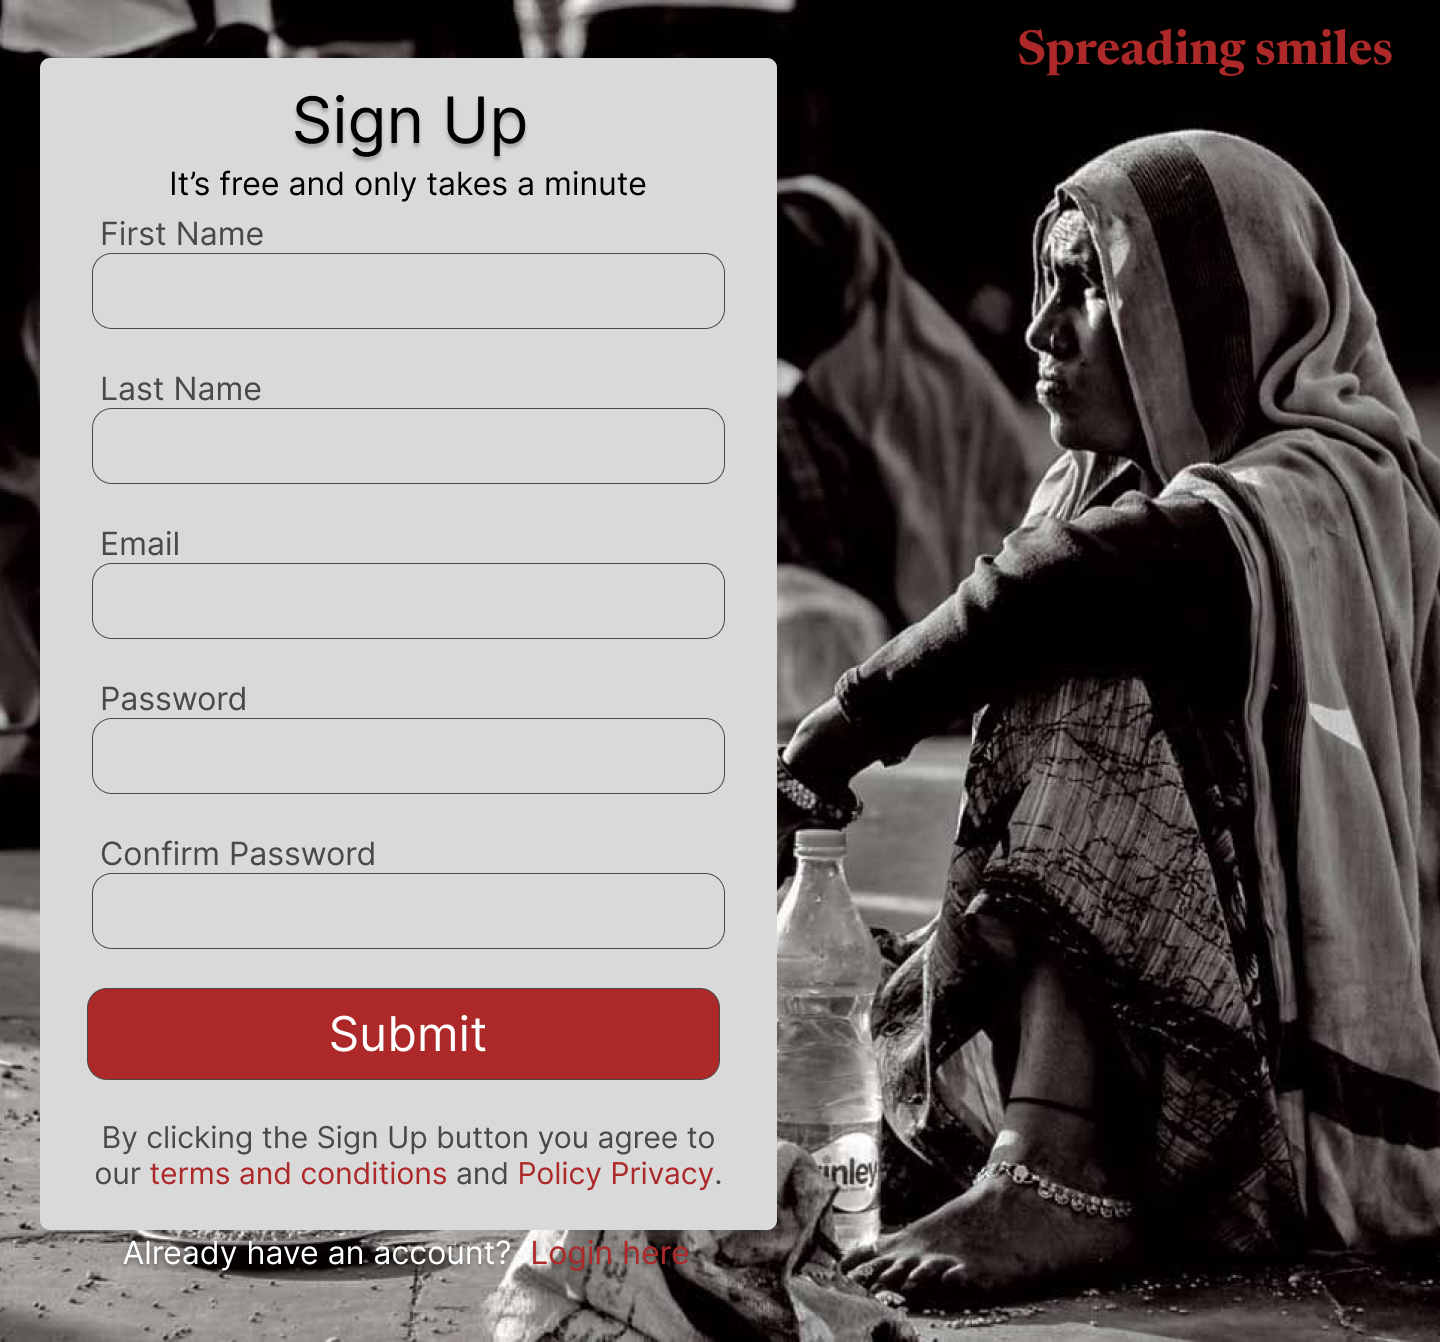 Spreading smiles
Sign Up
It’s free and only takes a minute
First Name
Last Name
Email
Password
Confirm Password
Submit
By clicking the Sign Up button you agree to
our terms and conditions and Policy Privacy.
Already have an account? Login here